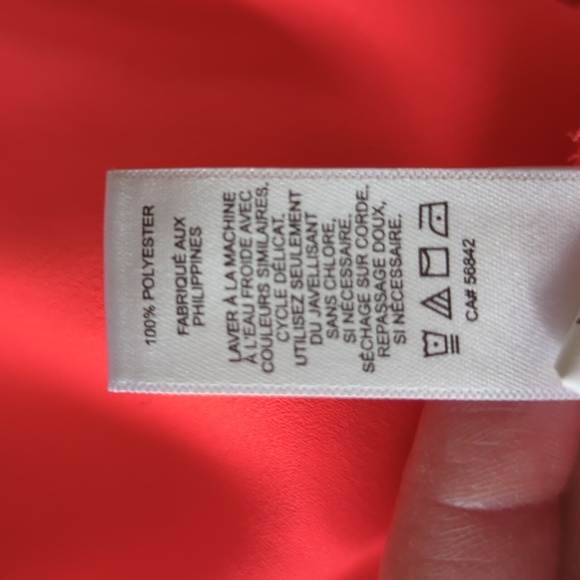 100% POLYESTER
FABRIQUÉ AUX
PHILIPPINES
LAVER À LA MACHINE
À L'EAU FROIDE AVEC
COULEURS SIMILAIRES,
CYCLE DÉLICAT,
UTILISEZ SEULEMENT
DU JAVELLISANT
SANS CHLORE,
SI NÉCESSAIRE.
SÉCHAGE SUR CORDE,
REPASSAGE DOUX,
SI NÉCESSAIRE.
CA# 56842